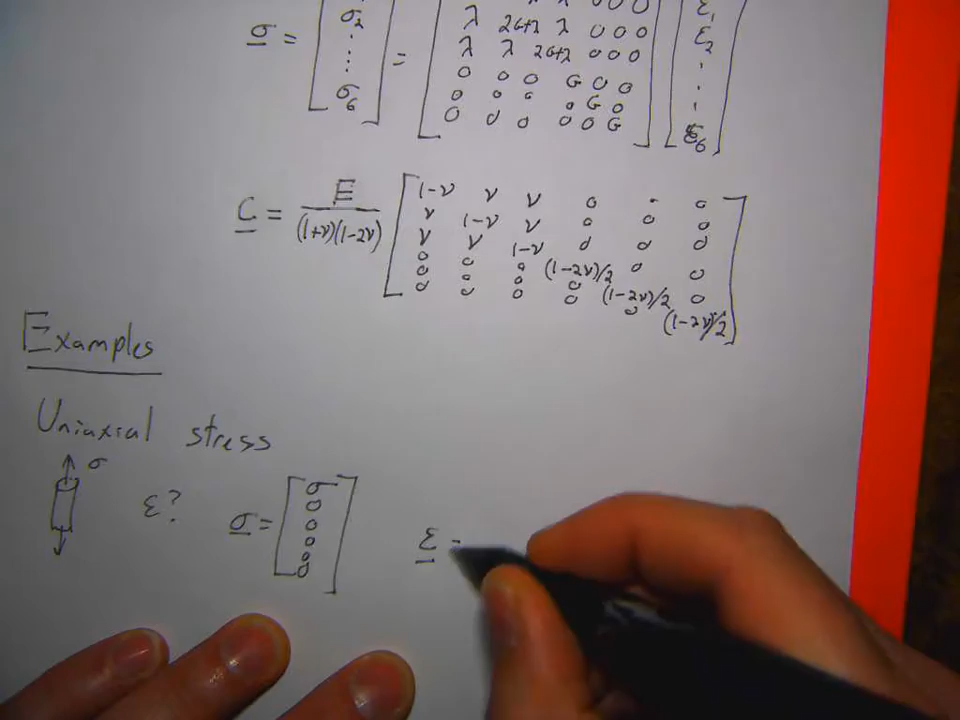 σ₂ λ 2G+λ λ 0 0 0 ε₁
σ = ⋮ = λ λ 2G+λ 0 0 0 ε₂
0 0 0 G 0 0
σ₆ 0 0 0 0 G 0
0 0 0 0 0 G ε₆
C = E / (1+ν)(1-2ν) [ 1-ν ν ν 0 0 0
ν 1-ν ν 0 0 0
ν ν 1-ν 0 0 0
0 0 0 (1-2ν)/2 0 0
0 0 0 0 (1-2ν)/2 0
0 0 0 0 0 (1-2ν)/2 ]
Examples
Uniaxial stress
σ
ε? σ = [ σ 0 0 0 0 0 ] ε =